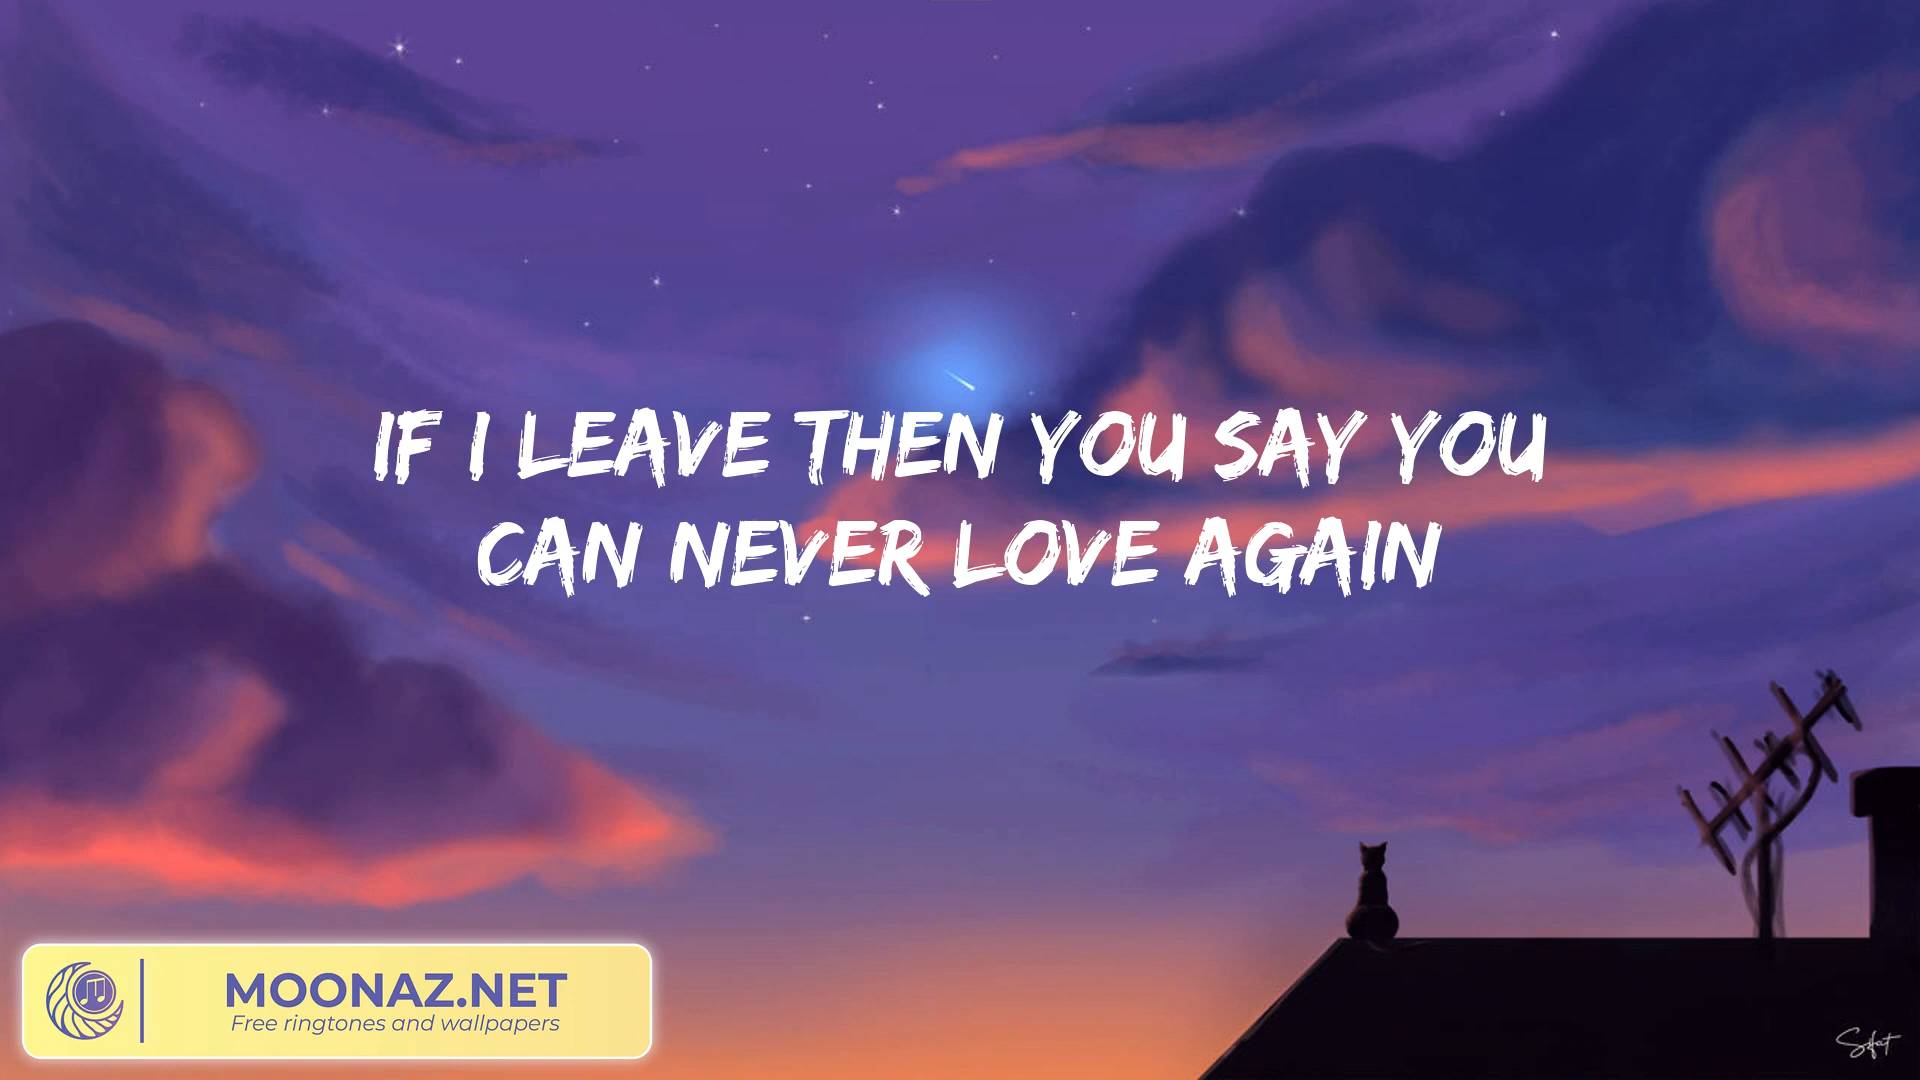 IF I LEAVE THEN YOU SAY YOU
CAN NEVER LOVE AGAIN
MOONAZ.NET
Free ringtones and wallpapers